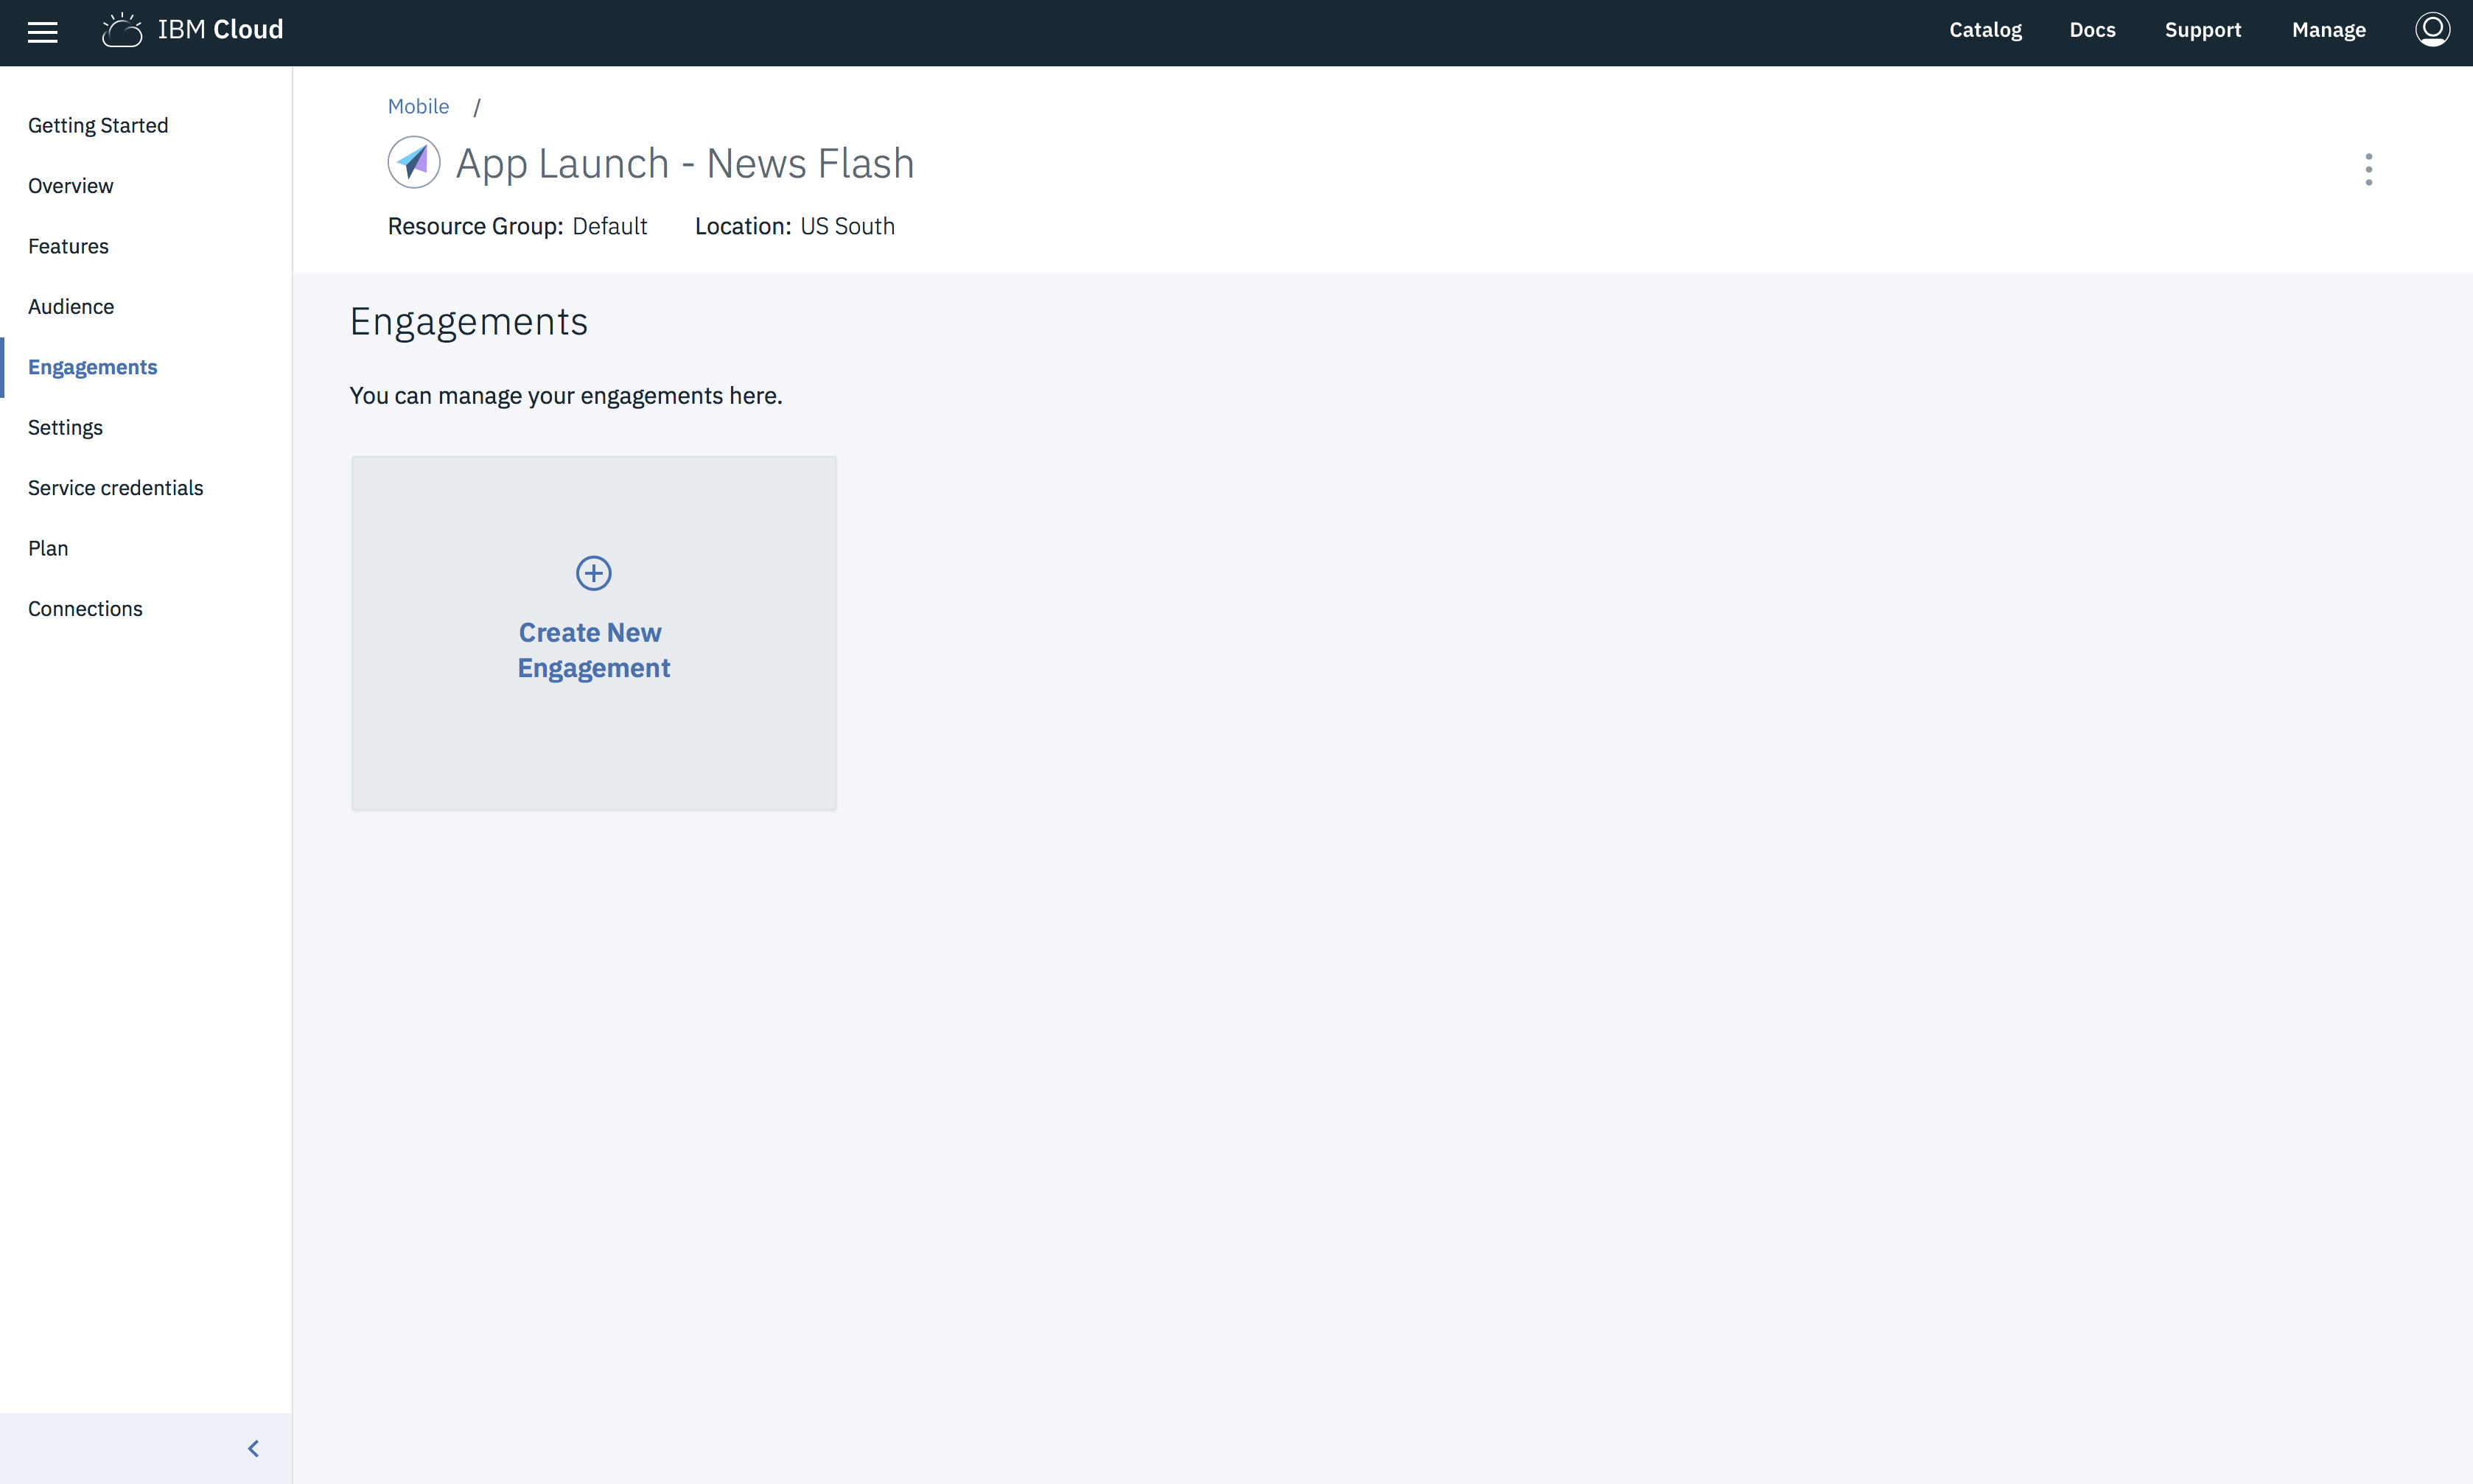 IBM Cloud
Catalog
Docs
Support
Manage
Getting Started
Overview
Features
Audience
Engagements
Settings
Service credentials
Plan
Connections
Mobile /
App Launch - News Flash
Resource Group: Default Location: US South
Engagements
You can manage your engagements here.
Create New
Engagement